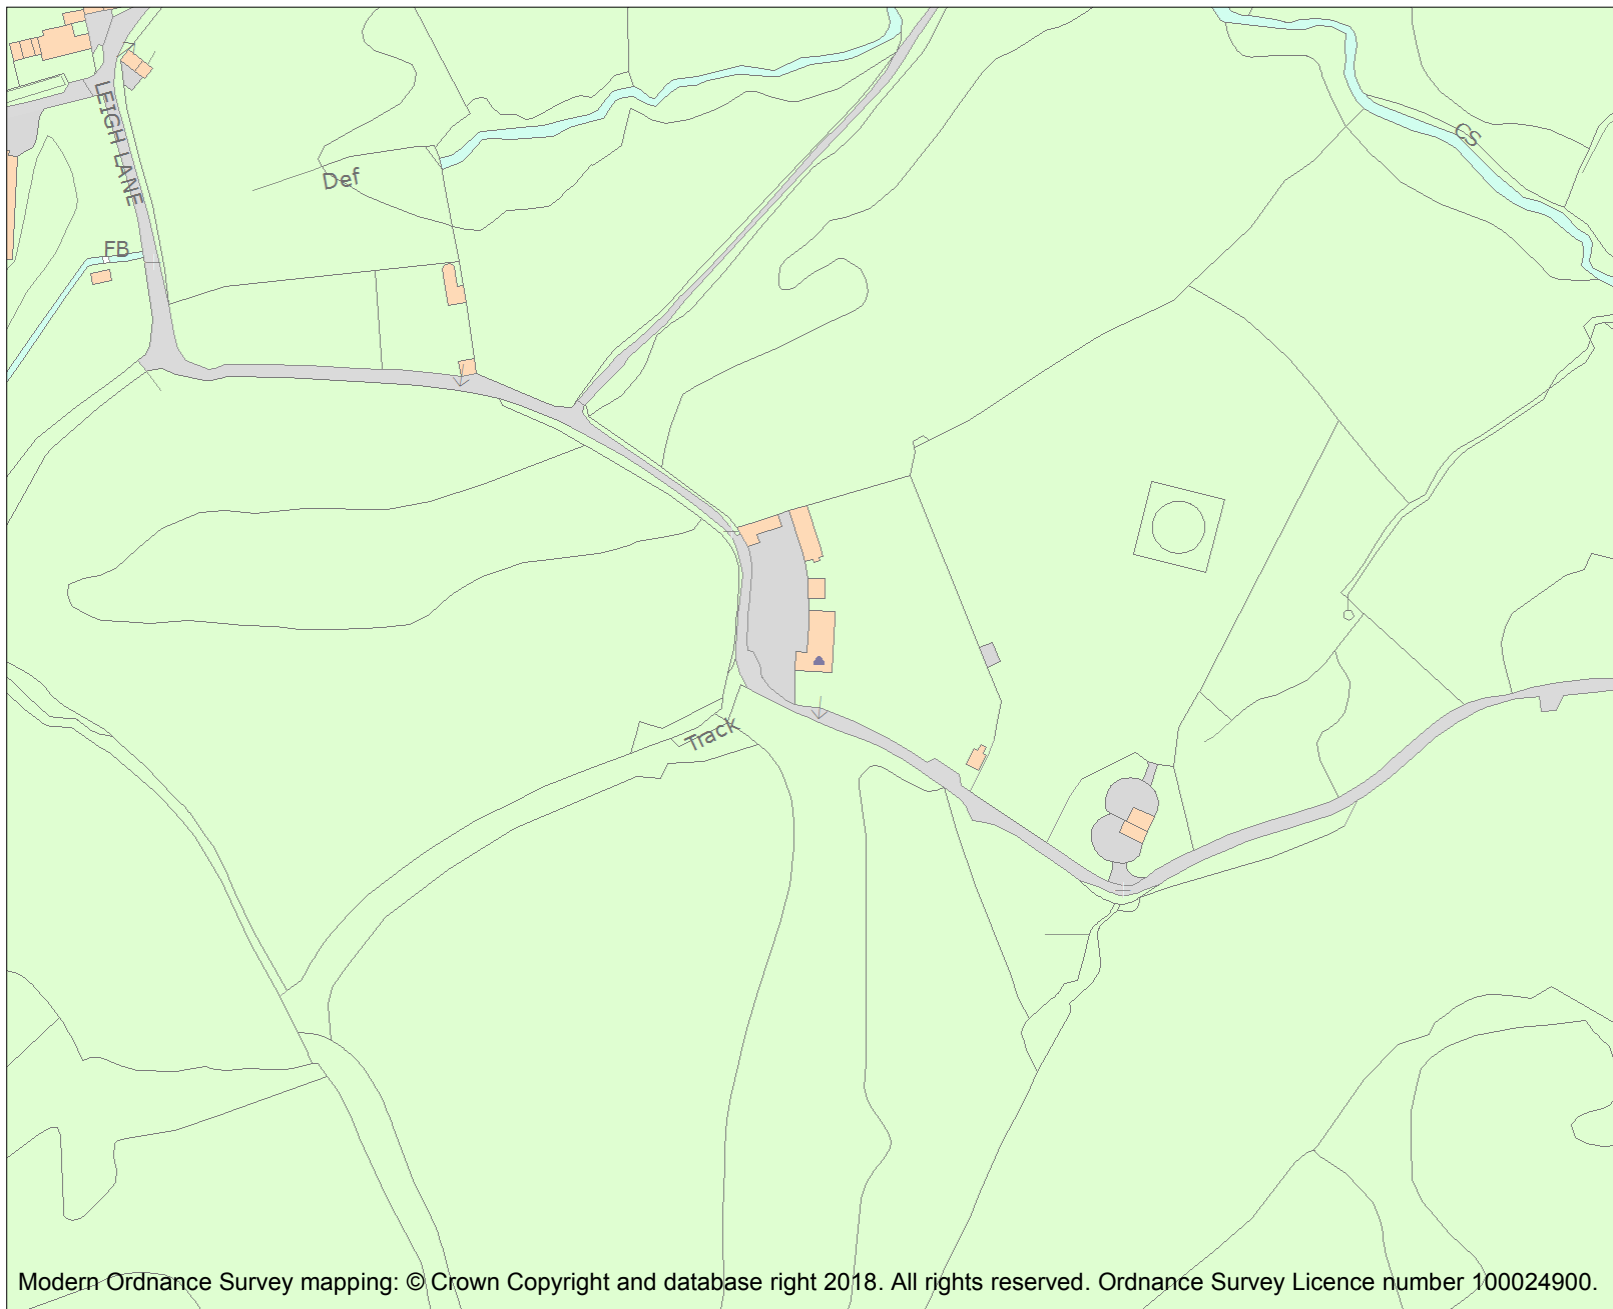 CS
LEIGH LANE
Def
FB
Track
Modern Ordnance Survey mapping: © Crown Copyright and database right 2018. All rights reserved. Ordnance Survey Licence number 100024900.